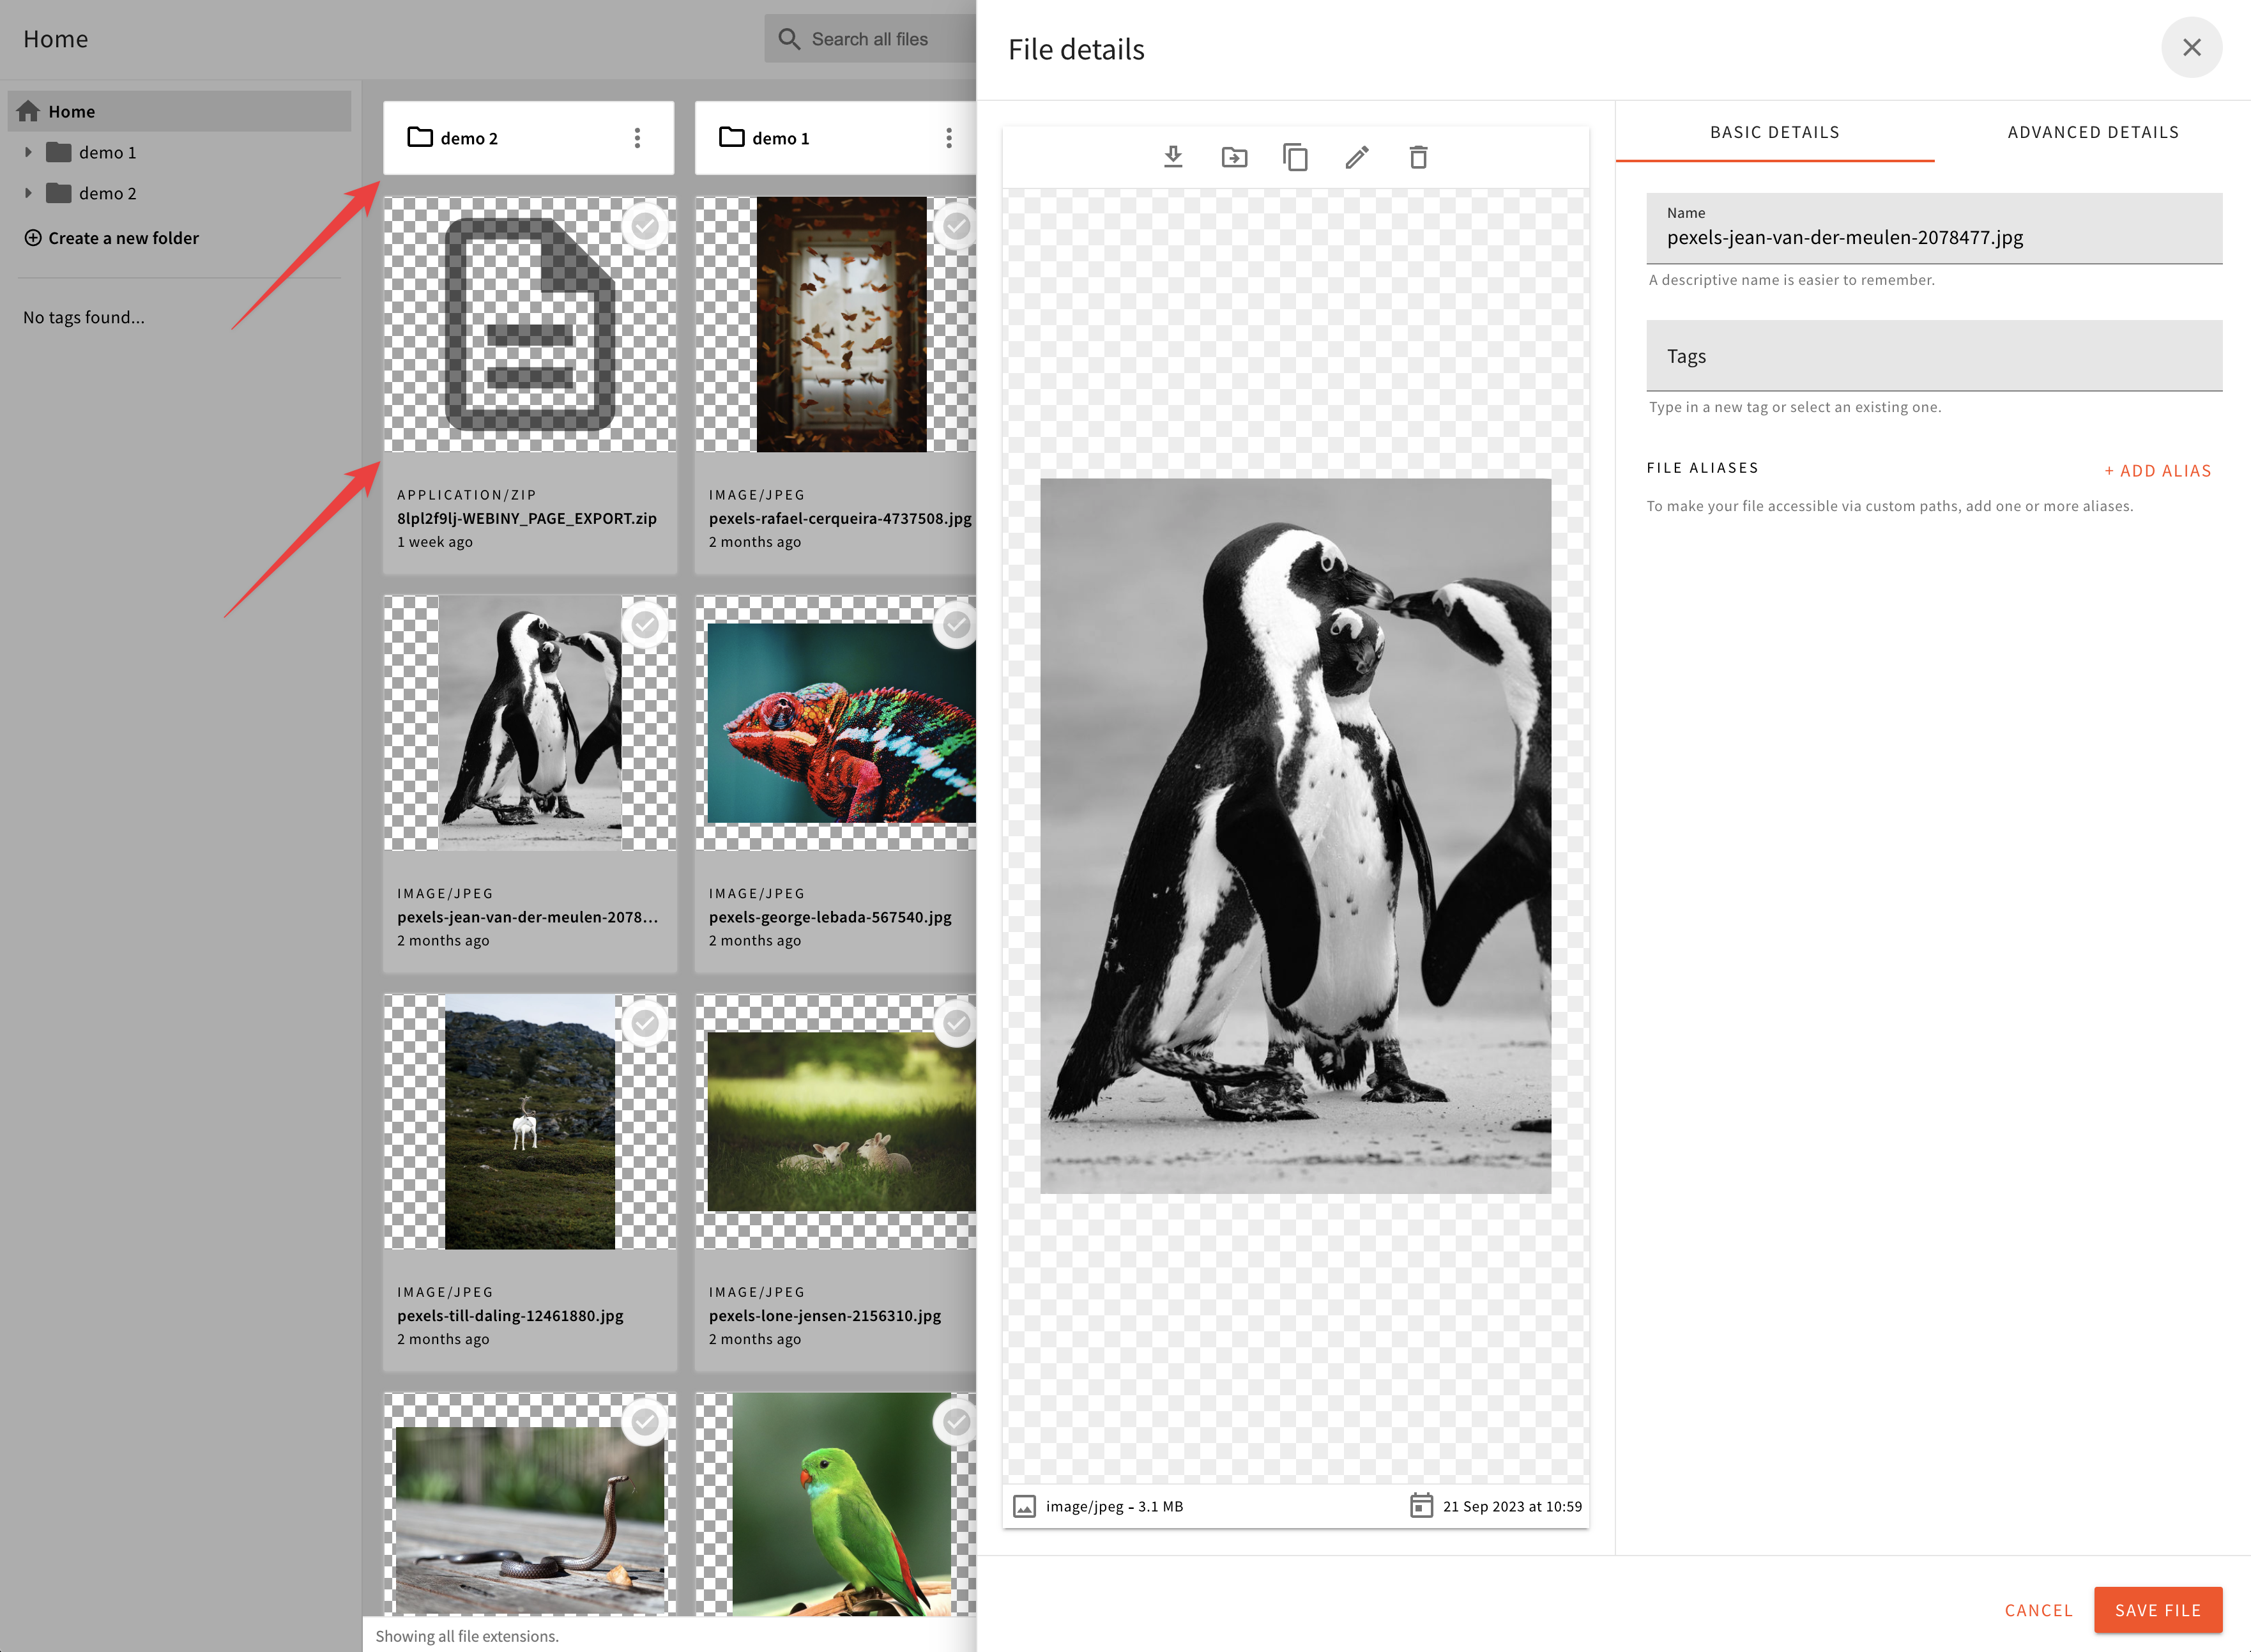 Home
Search all files
Home
demo 1
demo 2
Create a new folder
No tags found...
demo 2
demo 1
APPLICATION/ZIP
8lpl2f9lj-WEBINY_PAGE_EXPORT.zip
1 week ago
IMAGE/JPEG
pexels-rafael-cerqueira-4737508.jpg
2 months ago
IMAGE/JPEG
pexels-jean-van-der-meulen-2078...
2 months ago
IMAGE/JPEG
pexels-george-lebada-567540.jpg
2 months ago
IMAGE/JPEG
pexels-till-daling-12461880.jpg
2 months ago
IMAGE/JPEG
pexels-lone-jensen-2156310.jpg
2 months ago
Showing all file extensions.
File details
image/jpeg - 3.1 MB
21 Sep 2023 at 10:59
BASIC DETAILS
ADVANCED DETAILS
Name
pexels-jean-van-der-meulen-2078477.jpg
A descriptive name is easier to remember.
Tags
Type in a new tag or select an existing one.
FILE ALIASES
+ ADD ALIAS
To make your file accessible via custom paths, add one or more aliases.
CANCEL
SAVE FILE